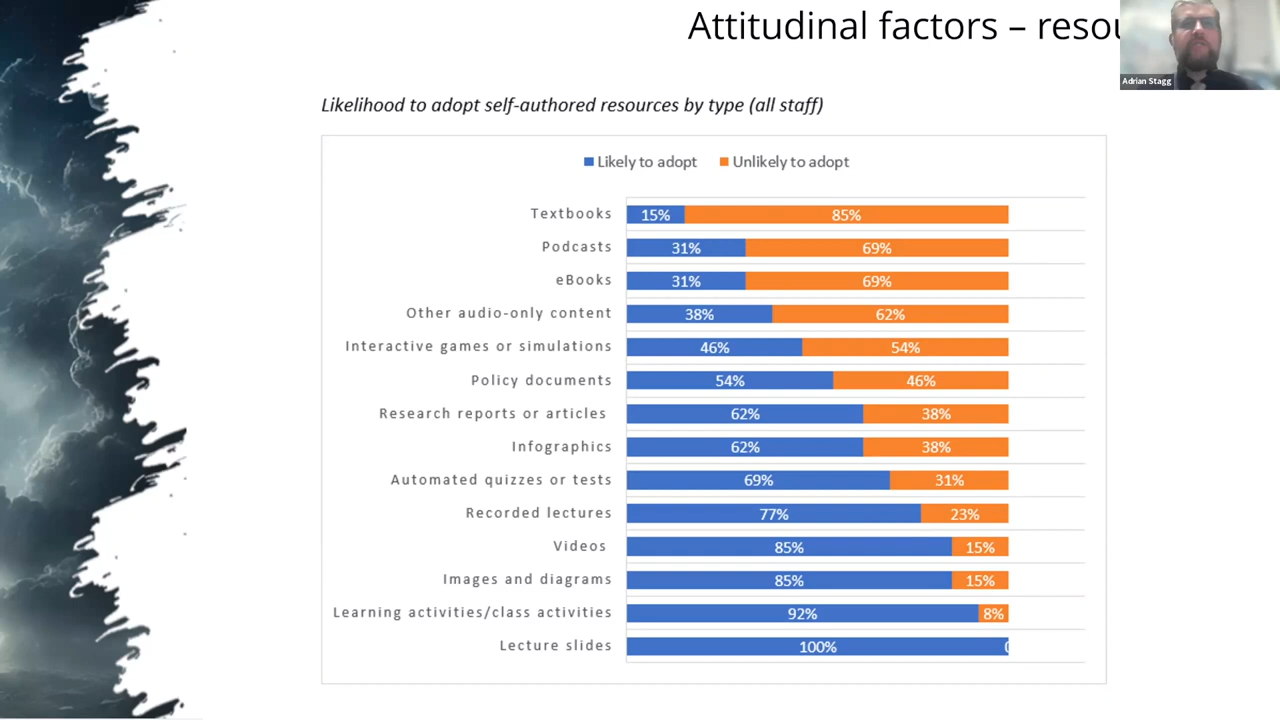 Attitudinal factors –
Adrian Stagg
Likelihood to adopt self-authored resources by type (all staff)
Likely to adopt Unlikely to adopt
Textbooks 15% 85%
Podcasts 31% 69%
eBooks 31% 69%
Other audio-only content 38% 62%
Interactive games or simulations 46% 54%
Policy documents 54% 46%
Research reports or articles 62% 38%
Infographics 62% 38%
Automated quizzes or tests 69% 31%
Recorded lectures 77% 23%
Videos 85% 15%
Images and diagrams 85% 15%
Learning activities/class activities 92% 8%
Lecture slides 100%